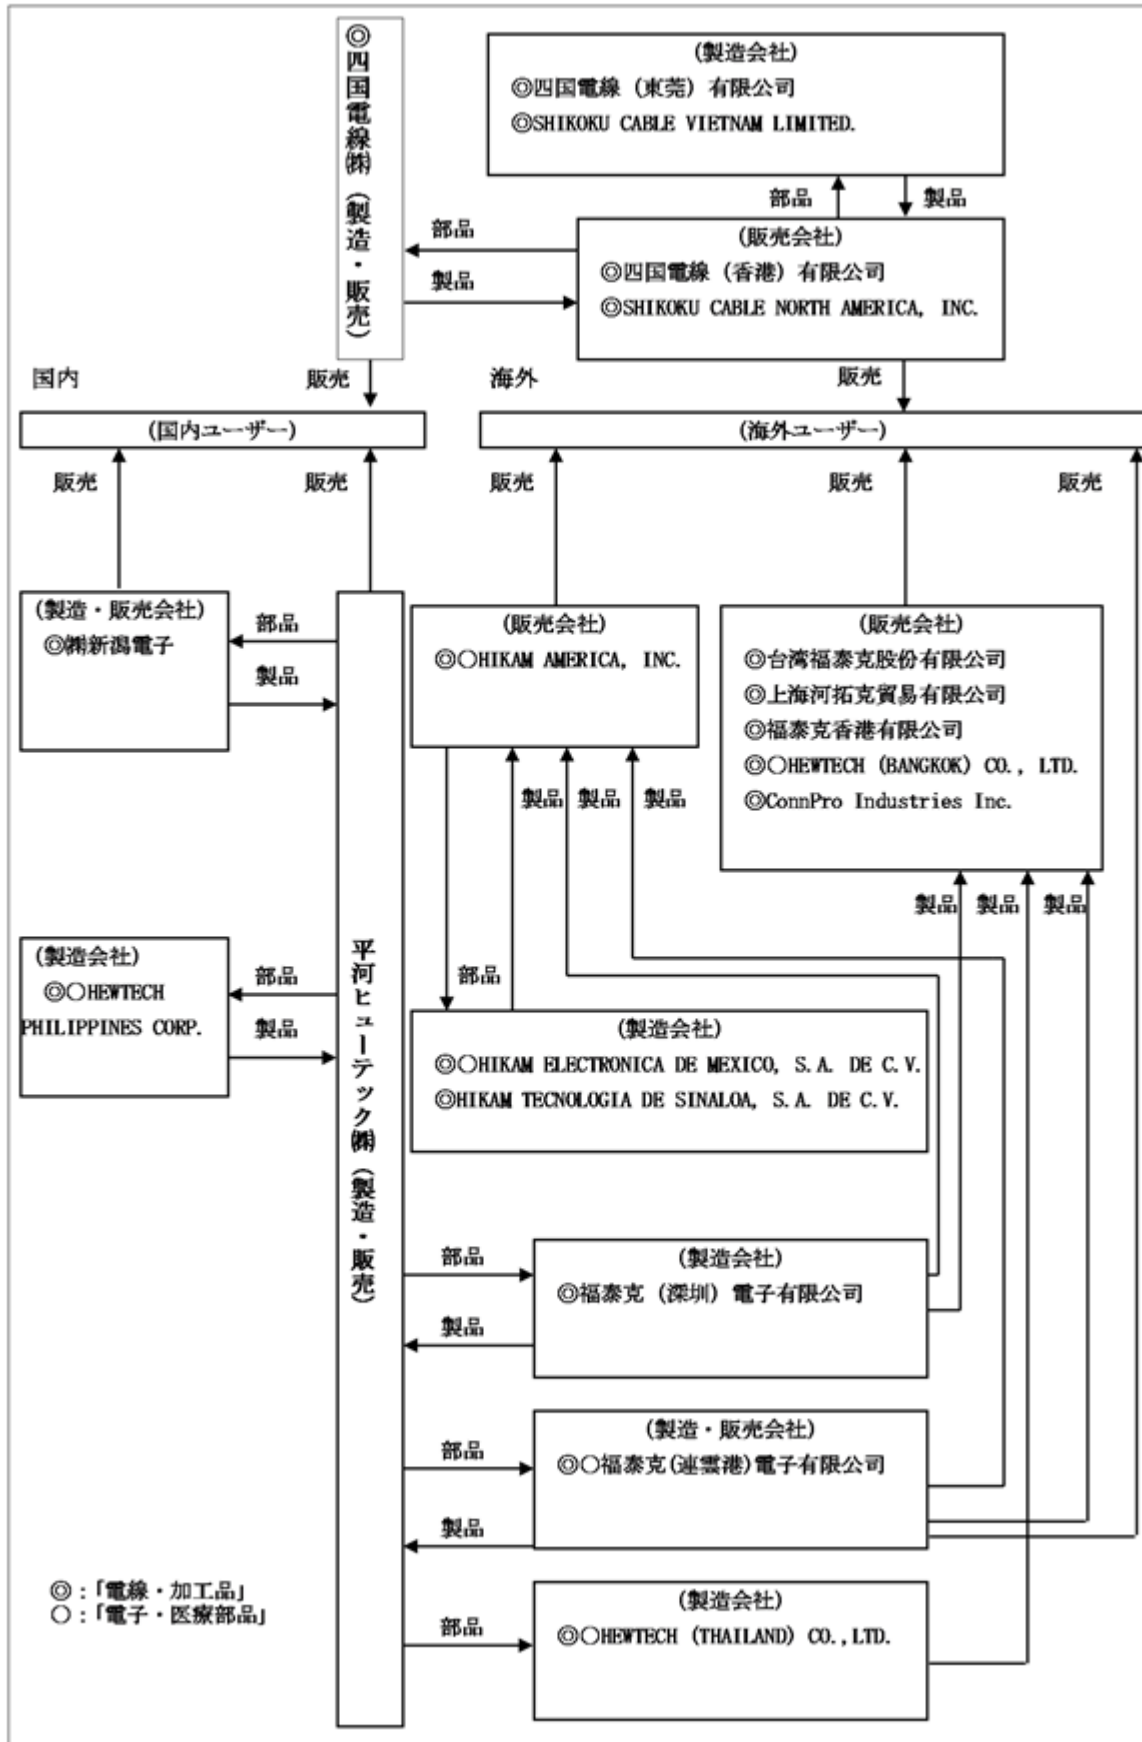 ◎四国電線㈱（製造・販売）
(製造会社)
◎四国電線（東莞）有限公司
◎SHIKOKU CABLE VIETNAM LIMITED.
部品
製品
部品
(販売会社)
◎四国電線（香港）有限公司
製品
◎SHIKOKU CABLE NORTH AMERICA, INC.
国内
販売
海外
販売
(国内ユーザー)
(海外ユーザー)
販売
販売
販売
販売
販売
(製造・販売会社)
◎㈱新潟電子
部品
製品
(販売会社)
◎○HIKAM AMERICA, INC.
(販売会社)
◎台湾福泰克股份有限公司
◎上海河拓克貿易有限公司
◎福泰克香港有限公司
◎○HEWTECH (BANGKOK) CO., LTD.
◎ConnPro Industries Inc.
製品
製品
製品
製品
製品
製品
平河ヒューテック㈱（製造・販売）
(製造会社)
◎○HEWTECH
PHILIPPINES CORP.
部品
製品
部品
(製造会社)
◎○HIKAM ELECTRONICA DE MEXICO, S.A. DE C.V.
◎HIKAM TECNOLOGIA DE SINALOA, S.A. DE C.V.
部品
製品
(製造会社)
◎福泰克（深圳）電子有限公司
部品
製品
(製造・販売会社)
◎○福泰克(連雲港)電子有限公司
部品
(製造会社)
◎○HEWTECH (THAILAND) CO.,LTD.
◎：「電線・加工品」
○：「電子・医療部品」